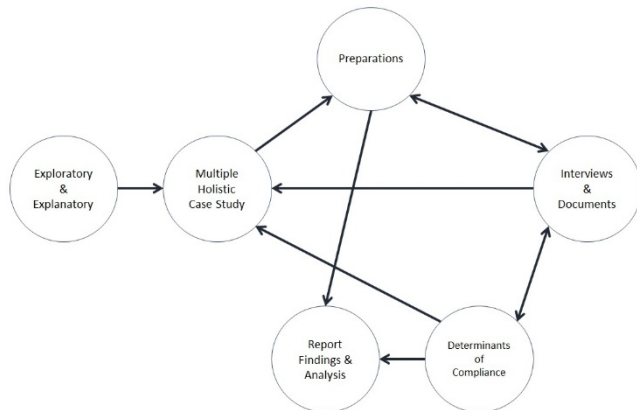 Preparations
Exploratory
&
Explanatory
Multiple
Holistic
Case Study
Interviews
&
Documents
Report
Findings &
Analysis
Determinants
of
Compliance